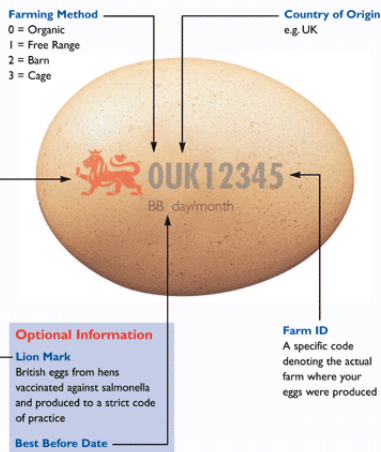 Farming Method
0 = Organic
1 = Free Range
2 = Barn
3 = Cage
Country of Origin
e.g. UK
0UK12345
BB day/month
Optional Information
Lion Mark
British eggs from hens
vaccinated against salmonella
and produced to a strict code
of practice
Best Before Date
Farm ID
A specific code
denoting the actual
farm where your
eggs were produced